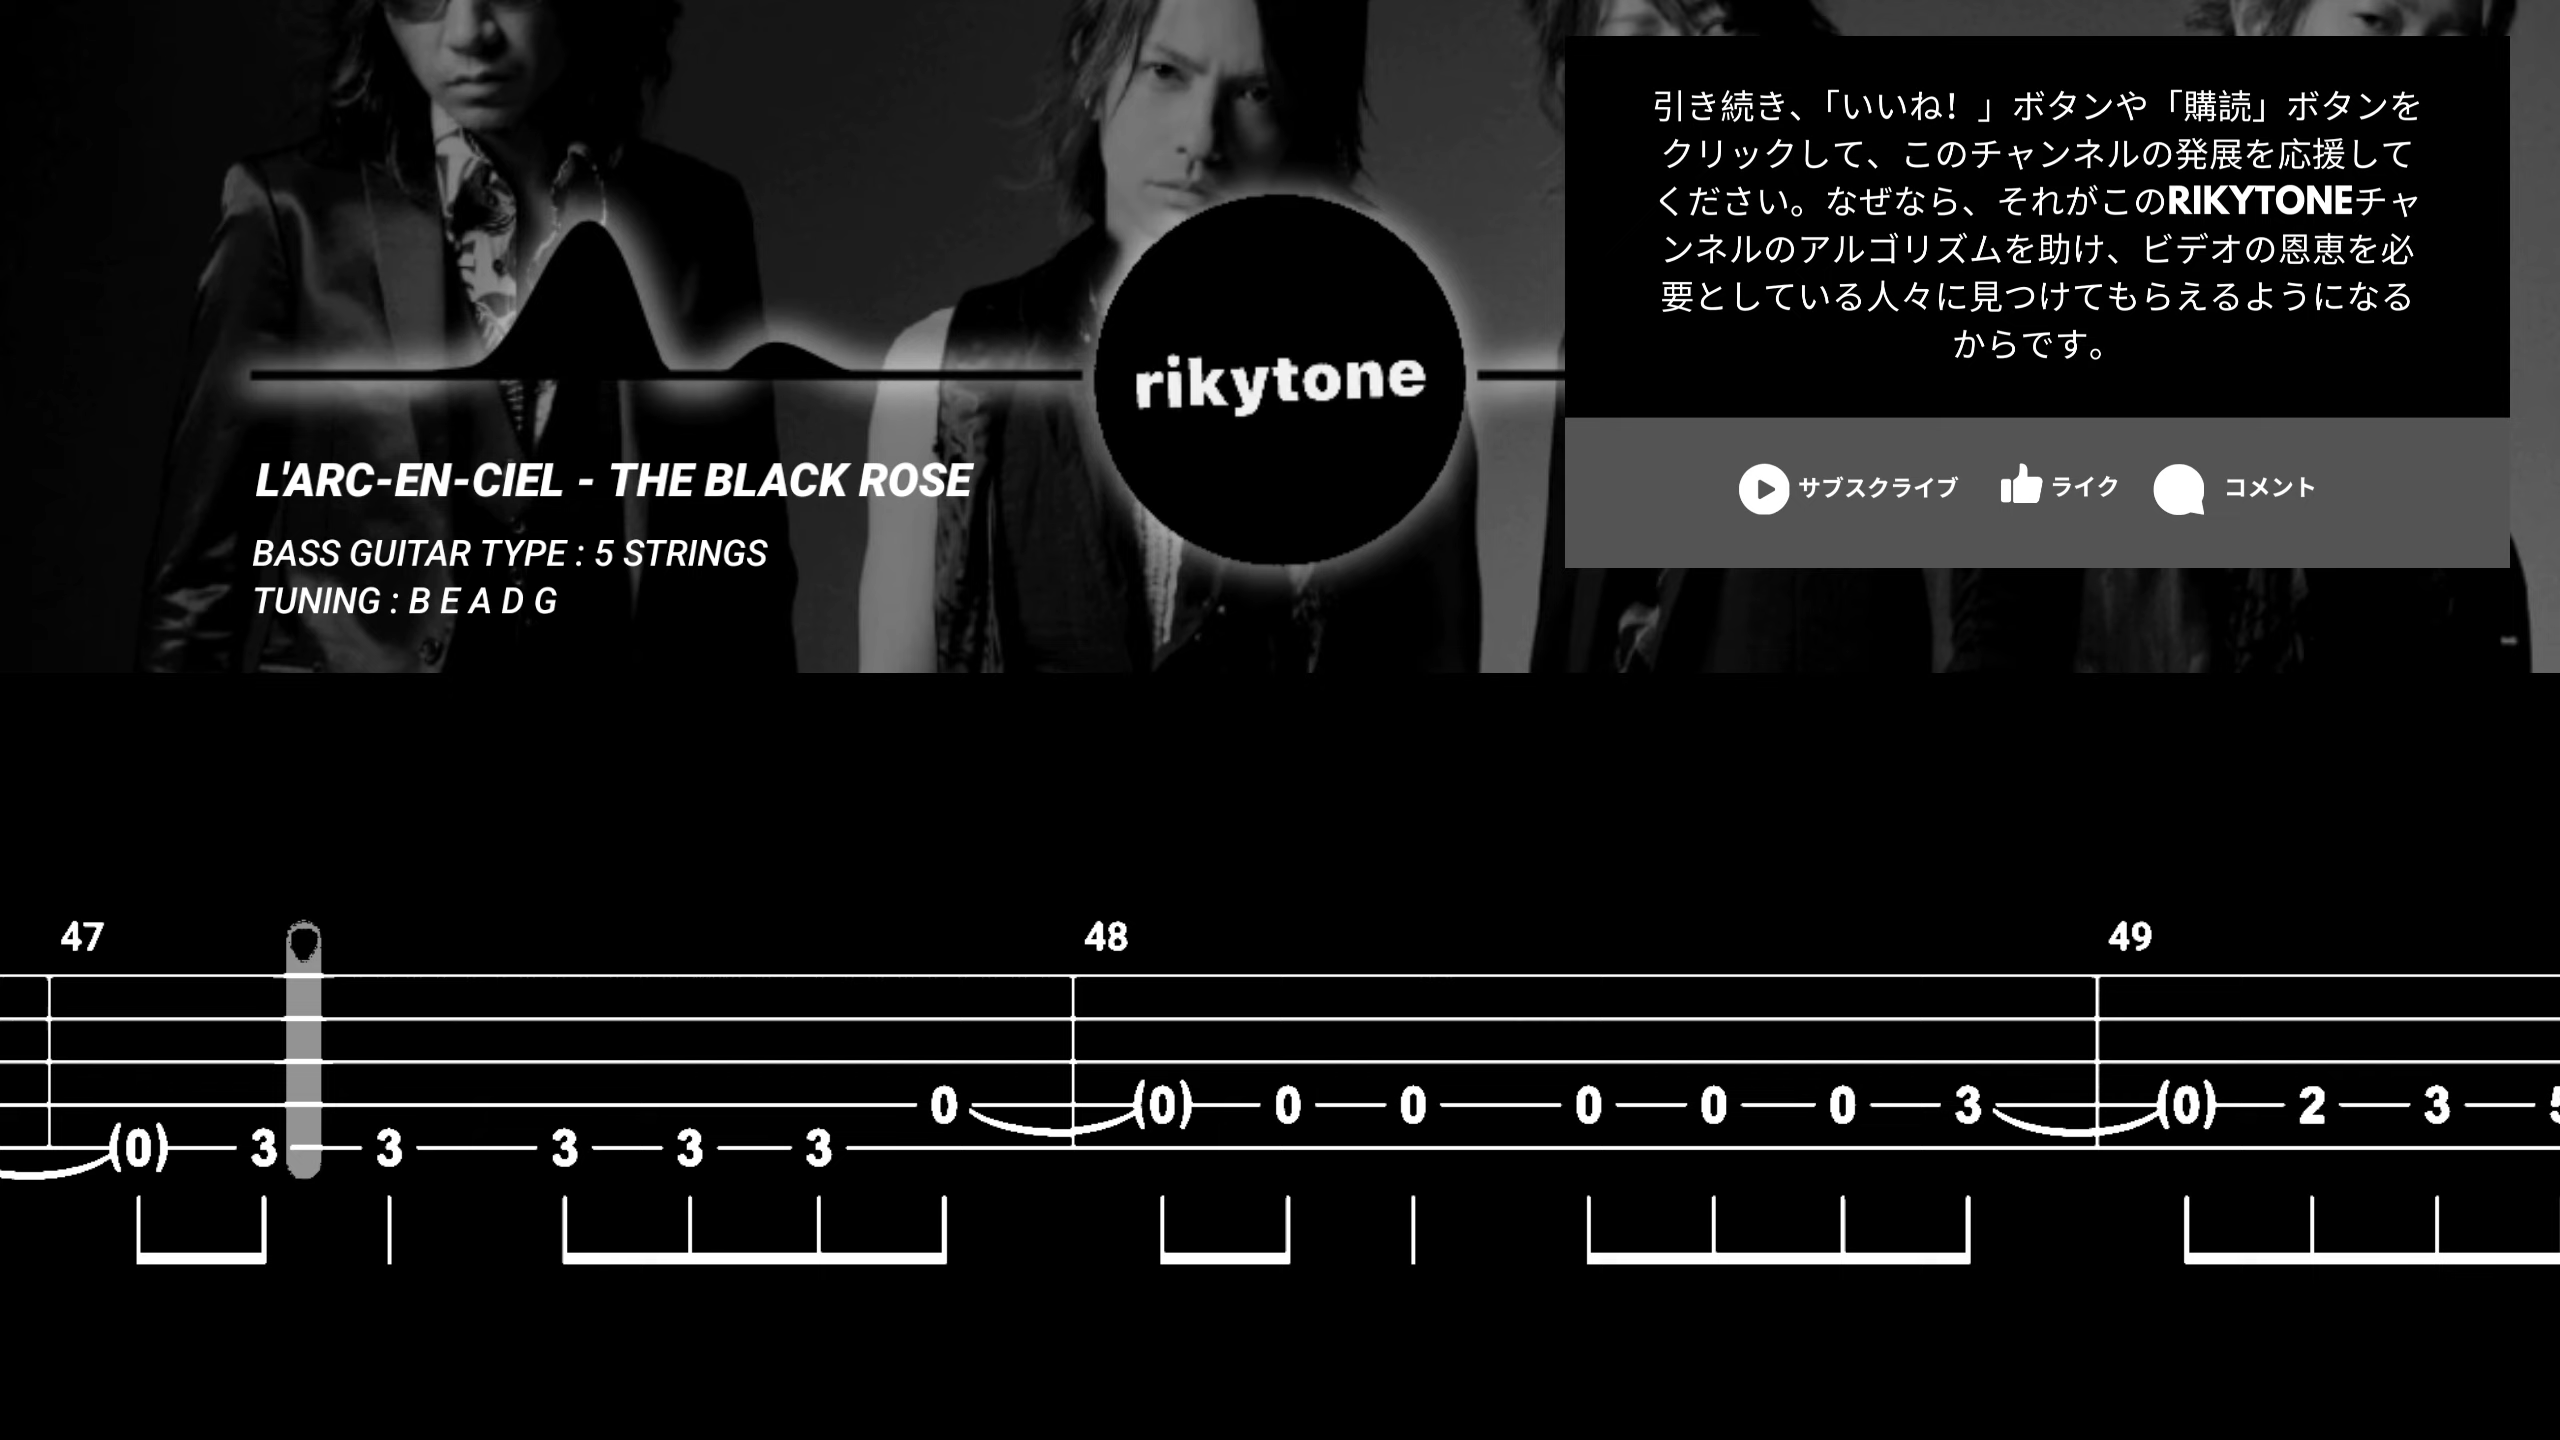 引き続き、「いいね！」ボタンや「購読」ボタンを
クリックして、このチャンネルの発展を応援して
ください。なぜなら、それがこのRIKYTONEチャ
ンネルのアルゴリズムを助け、ビデオの恩恵を必
要としている人々に見つけてもらえるようになる
からです。
サブスクライブ ライク コメント
rikytone
L'ARC-EN-CIEL - THE BLACK ROSE
BASS GUITAR TYPE : 5 STRINGS
TUNING : B E A D G
47 48 49
0 (0) 0 0 0 0 0 3 (0) 2 3
(0) 3 3 3 3 3